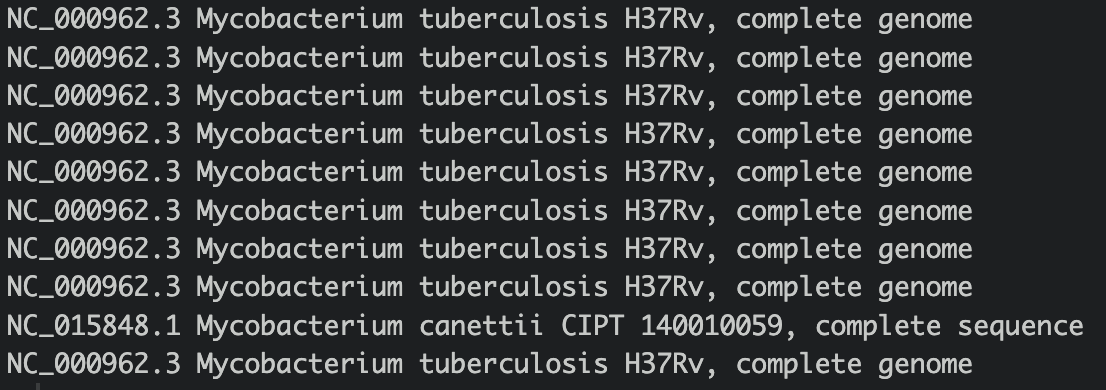 NC_000962.3 Mycobacterium tuberculosis H37Rv, complete genome
NC_000962.3 Mycobacterium tuberculosis H37Rv, complete genome
NC_000962.3 Mycobacterium tuberculosis H37Rv, complete genome
NC_000962.3 Mycobacterium tuberculosis H37Rv, complete genome
NC_000962.3 Mycobacterium tuberculosis H37Rv, complete genome
NC_000962.3 Mycobacterium tuberculosis H37Rv, complete genome
NC_000962.3 Mycobacterium tuberculosis H37Rv, complete genome
NC_000962.3 Mycobacterium tuberculosis H37Rv, complete genome
NC_015848.1 Mycobacterium canettii CIPT 140010059, complete sequence
NC_000962.3 Mycobacterium tuberculosis H37Rv, complete genome